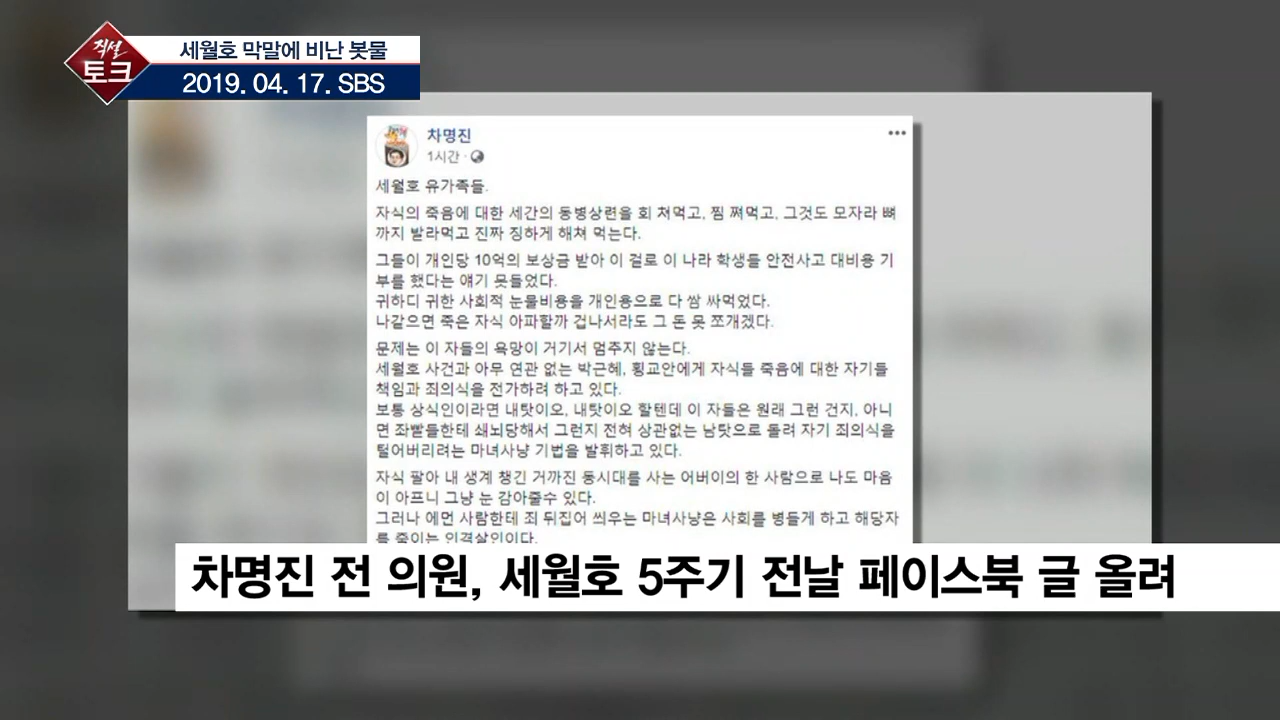 직설
토크
세월호 막말에 비난 봇물
2019. 04. 17. SBS
차명진
1시간 ·
세월호 유가족들.
자식의 죽음에 대한 세간의 동병상련을 회 쳐먹고, 찜 쪄먹고, 그것도 모자라 뼈
까지 발라먹고 진짜 징하게 해쳐 먹는다.
그들이 개인당 10억의 보상금 받아 이 걸로 이 나라 학생들 안전사고 대비용 기
부를 했다는 얘기 못들었다.
귀하디 귀한 사회적 눈물비용을 개인용으로 다 쌈 싸먹었다.
나같으면 죽은 자식 아파할까 겁나서라도 그 돈 못 쪼개겠다.
문제는 이 자들의 욕망이 거기서 멈추지 않는다.
세월호 사건과 아무 연관 없는 박근혜, 횡교안에게 자식들 죽음에 대한 자기들
책임과 죄의식을 전가하려 하고 있다.
보통 상식인이라면 내탓이오, 내탓이오 할텐데 이 자들은 원래 그런 건지, 아니
면 좌빨들한테 쇄뇌당해서 그런지 전혀 상관없는 남탓으로 돌려 자기 죄의식을
털어버리려는 마녀사냥 기법을 발휘하고 있다.
자식 팔아 내 생계 챙긴 거까진 동시대를 사는 어버이의 한 사람으로 나도 마음
이 아프니 그냥 눈 감아줄수 있다.
그러나 에먼 사람한테 죄 뒤집어 씌우는 마녀사냥은 사회를 병들게 하고 해당자
를 죽이는 인격살인이다.
차명진 전 의원, 세월호 5주기 전날 페이스북 글 올려